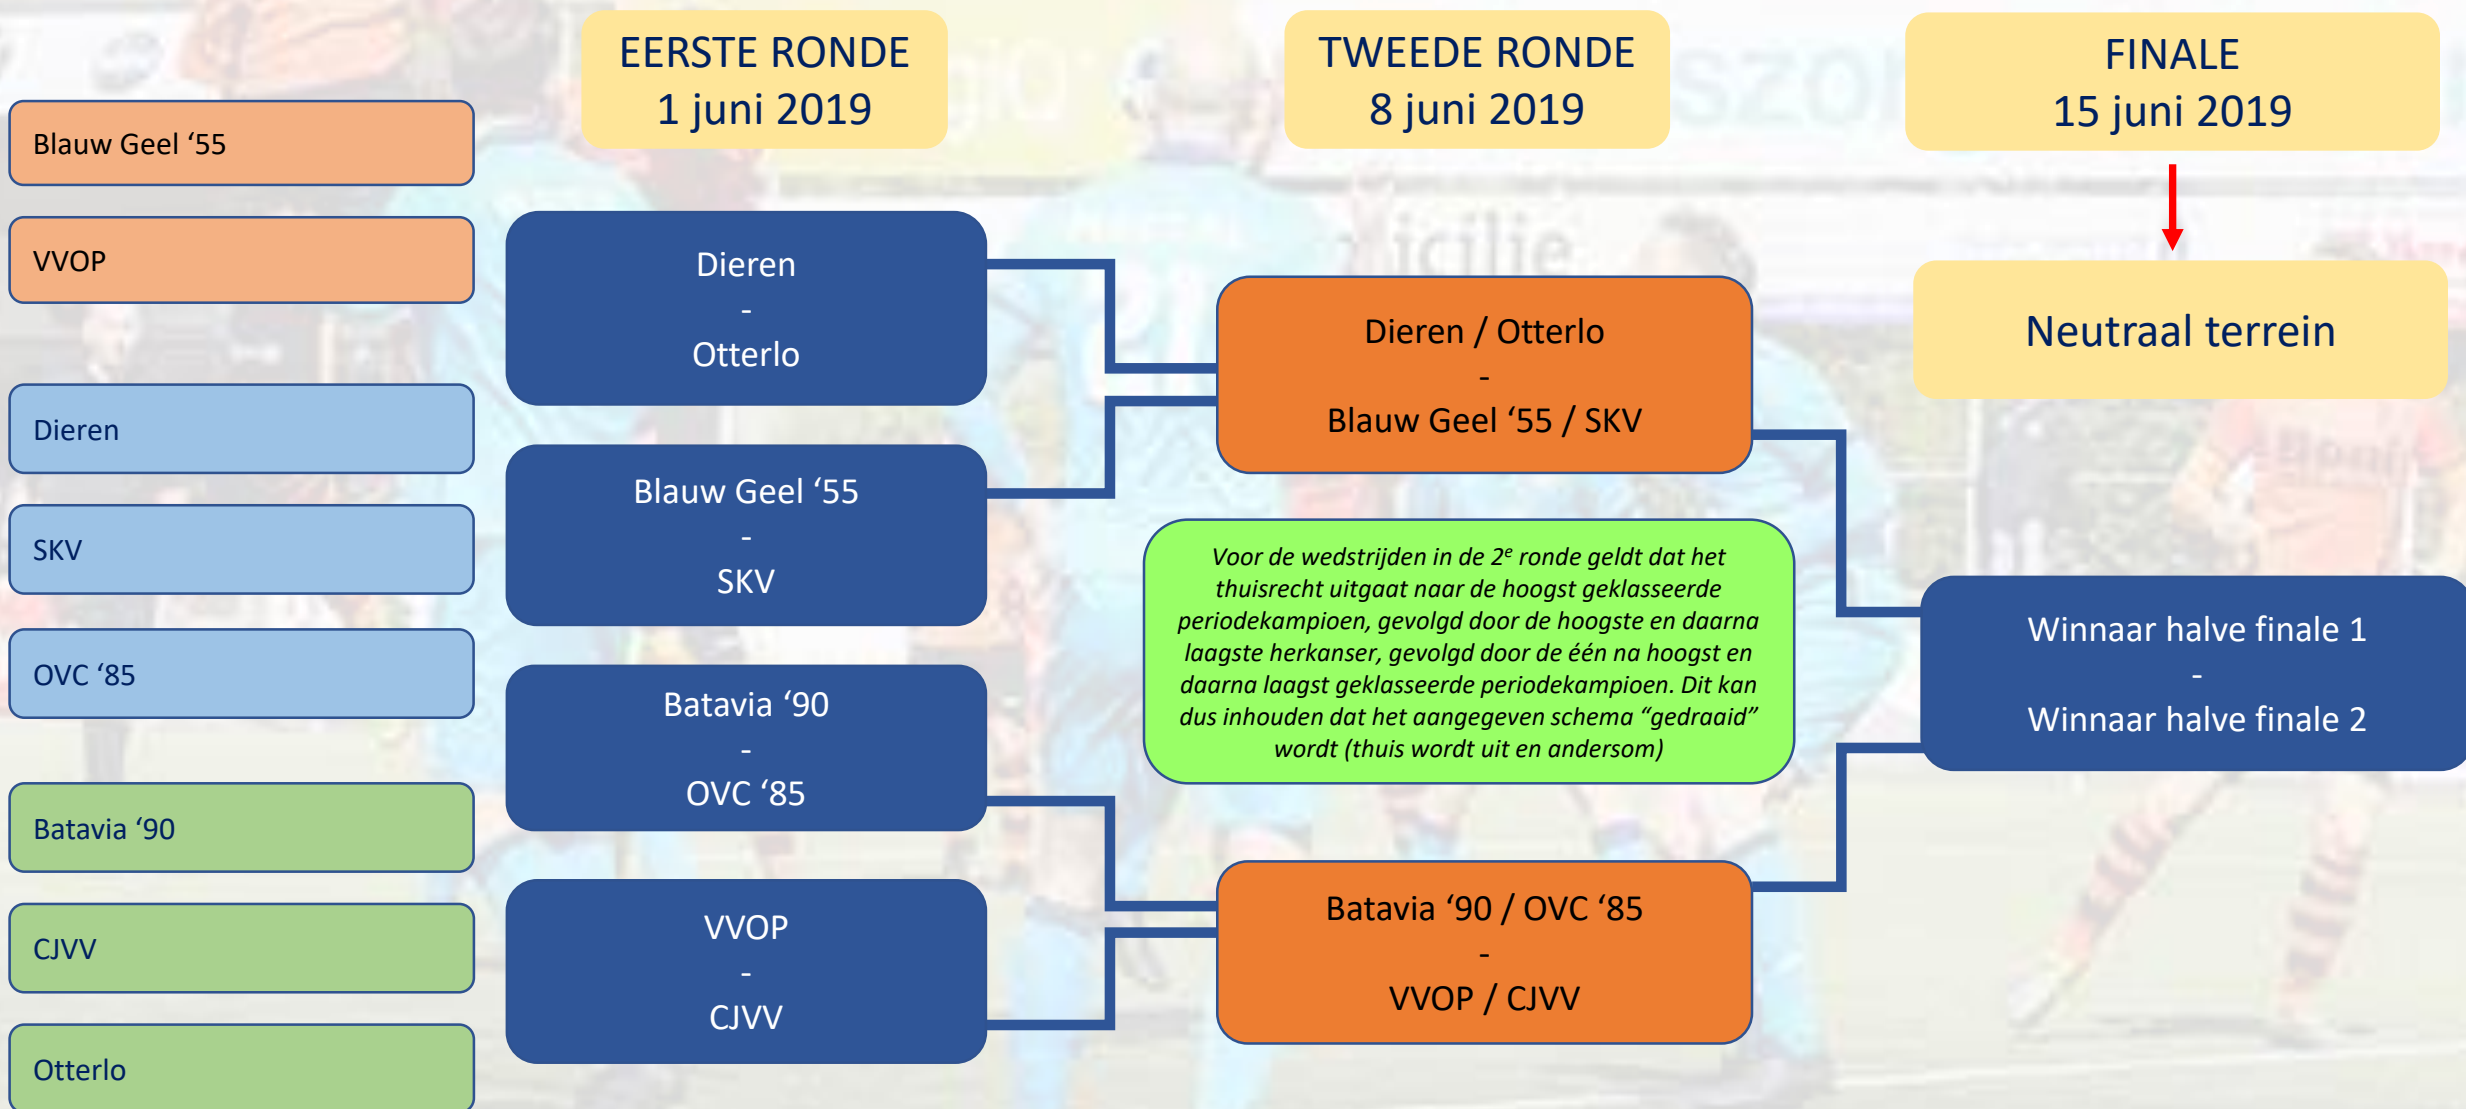 EERSTE RONDE
1 juni 2019
TWEEDE RONDE
8 juni 2019
FINALE
15 juni 2019
Blauw Geel ‘55
VVOP
Dieren
SKV
OVC ‘85
Batavia ‘90
CJVV
Otterlo
Dieren
-
Otterlo
Blauw Geel ‘55
-
SKV
Batavia ‘90
-
OVC ‘85
VVOP
-
CJVV
Dieren / Otterlo
-
Blauw Geel ‘55 / SKV
Voor de wedstrijden in de 2e ronde geldt dat het
thuisrecht uitgaat naar de hoogst geklasseerde
periodekampioen, gevolgd door de hoogste en daarna
laagste herkanser, gevolgd door de één na hoogst en
daarna laagst geklasseerde periodekampioen. Dit kan
dus inhouden dat het aangegeven schema “gedraaid”
wordt (thuis wordt uit en andersom)
Batavia ‘90 / OVC ‘85
-
VVOP / CJVV
Neutraal terrein
Winnaar halve finale 1
-
Winnaar halve finale 2